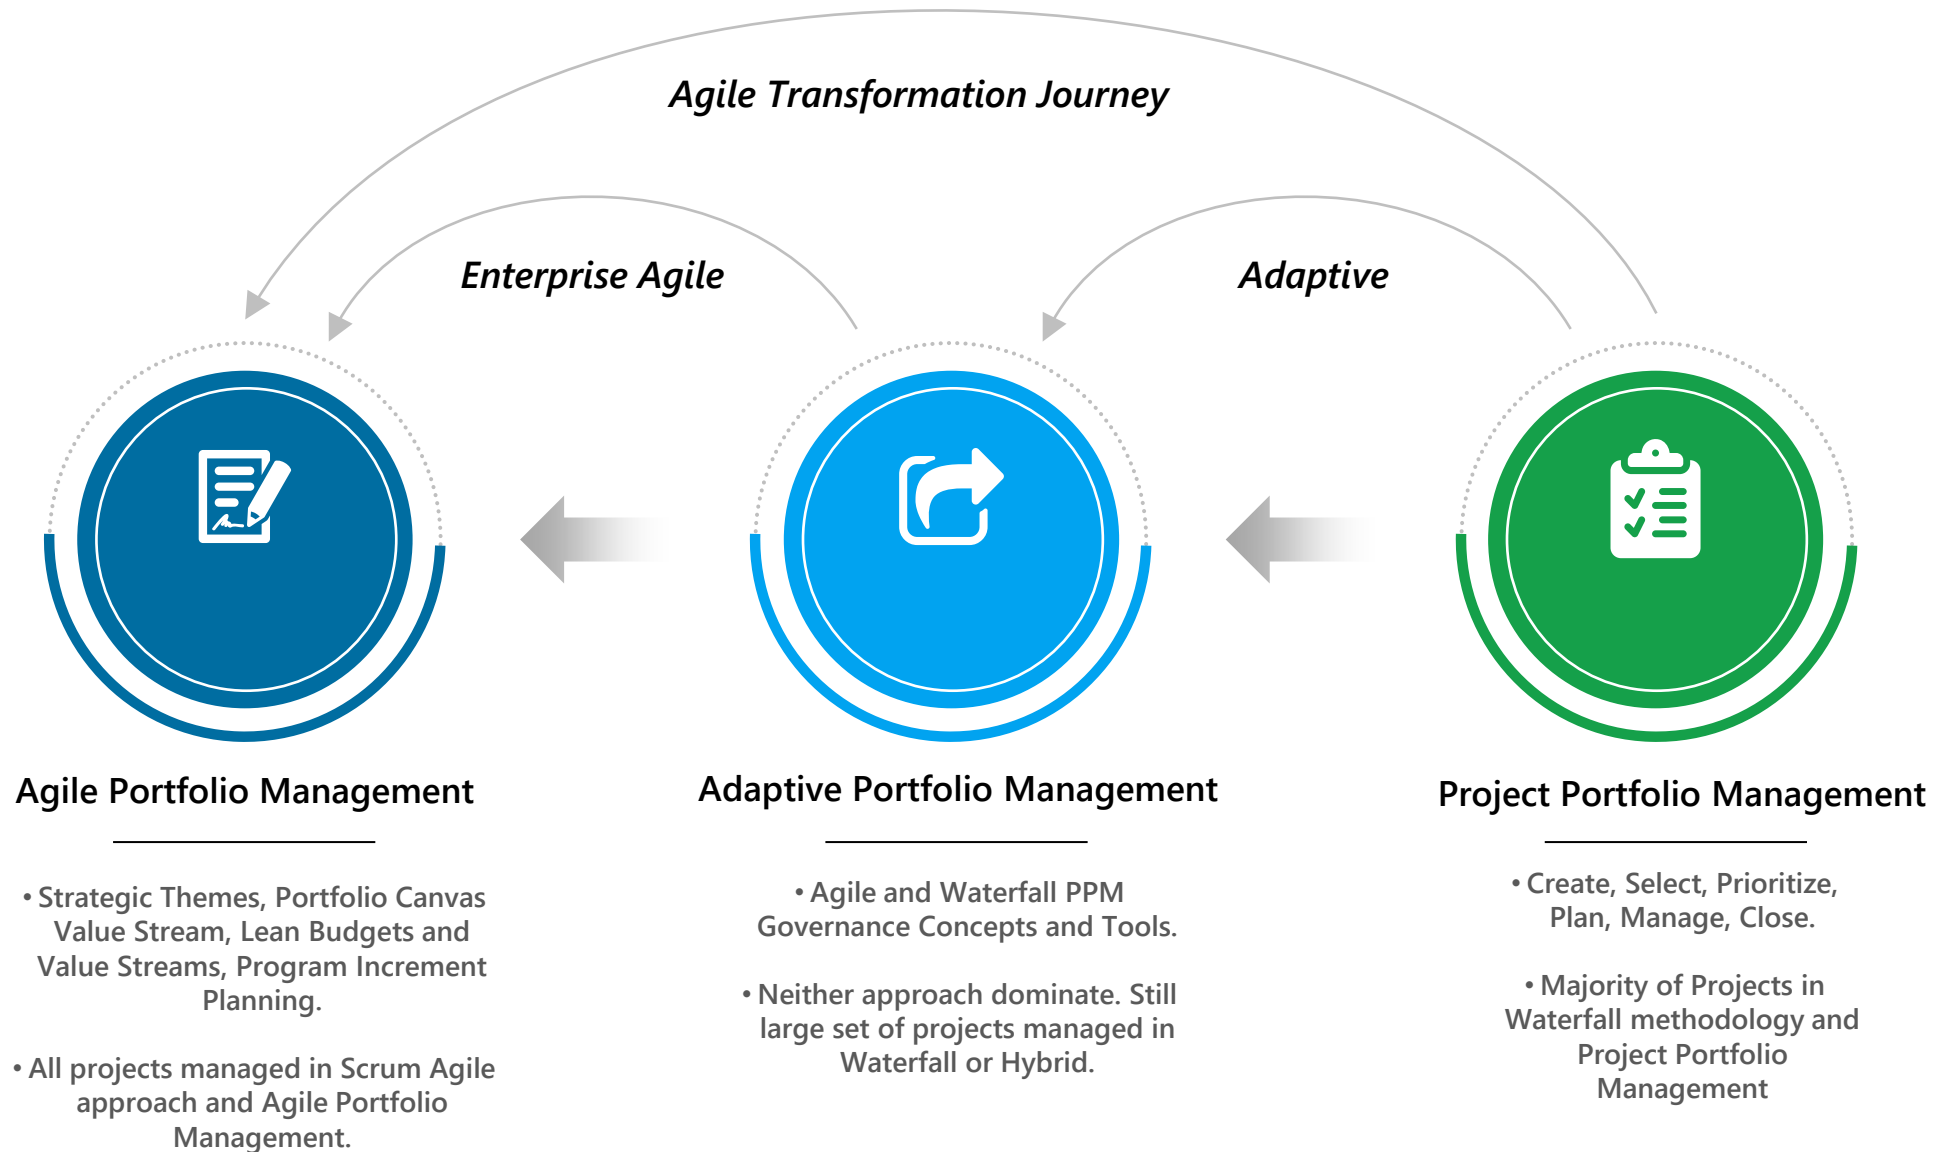 Agile Transformation Journey
Enterprise Agile
Adaptive
Agile Portfolio Management
• Strategic Themes, Portfolio Canvas
Value Stream, Lean Budgets and
Value Streams, Program Increment
Planning.
• All projects managed in Scrum Agile
approach and Agile Portfolio
Management.
Adaptive Portfolio Management
• Agile and Waterfall PPM
Governance Concepts and Tools.
• Neither approach dominate. Still
large set of projects managed in
Waterfall or Hybrid.
Project Portfolio Management
• Create, Select, Prioritize,
Plan, Manage, Close.
• Majority of Projects in
Waterfall methodology and
Project Portfolio
Management